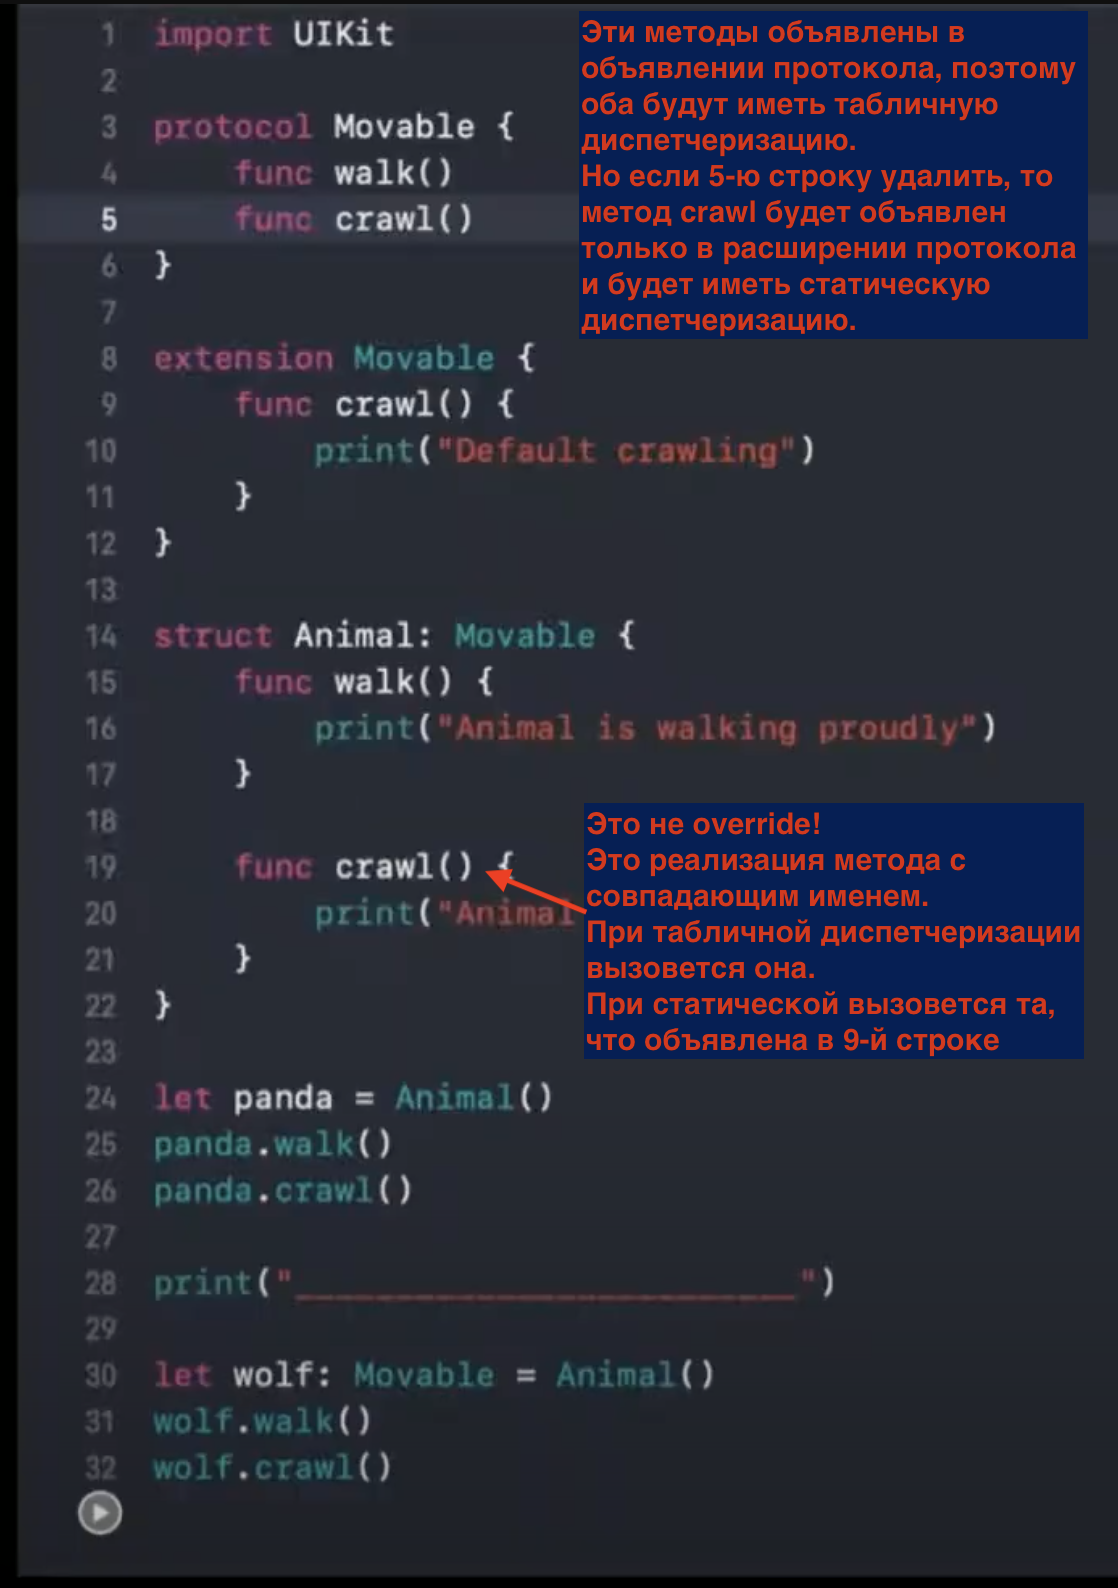 1 import UIKit
2
3 protocol Movable {
4 func walk()
5 func crawl()
6 }
7
8 extension Movable {
9 func crawl() {
10 print("Default crawling")
11 }
12 }
13
14 struct Animal: Movable {
15 func walk() {
16 print("Animal is walking proudly")
17 }
18
19 func crawl() {
20 print("Animal
21 }
22 }
23
24 let panda = Animal()
25 panda.walk()
26 panda.crawl()
27
28 print("_________________________")
29
30 let wolf: Movable = Animal()
31 wolf.walk()
32 wolf.crawl()
Эти методы объявлены в
объявлении протокола, поэтому
оба будут иметь табличную
диспетчеризацию.
Но если 5-ю строку удалить, то
метод crawl будет объявлен
только в расширении протокола
и будет иметь статическую
диспетчеризацию.
Это не override!
Это реализация метода с
совпадающим именем.
При табличной диспетчеризации
вызовется она.
При статической вызовется та,
что объявлена в 9-й строке